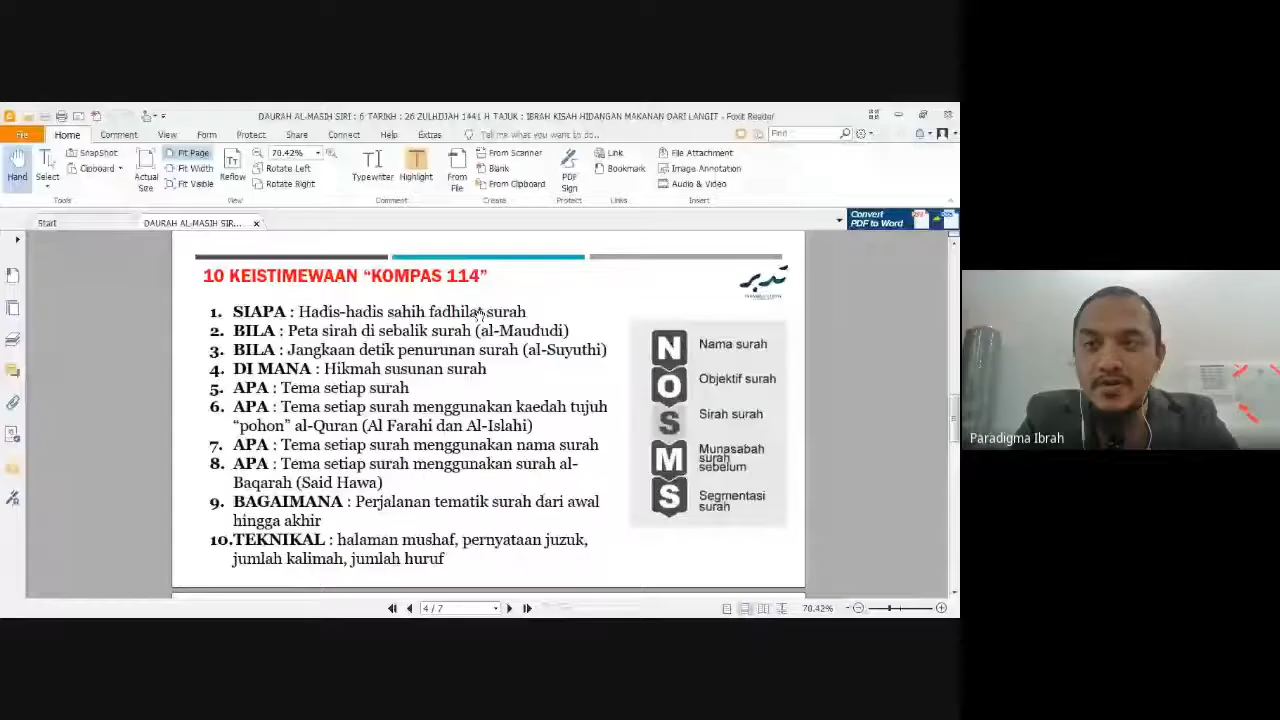 DAURAH AL-MASIH SIRI : 6 TARIKH : 26 ZULHIDJAH 1441 H TAJUK : IBRAH KISAH HIDANGAN MAKANAN DARI LANGIT - Foxit Reader
File Home Comment View Form Protect Share Connect Help Extras Tell me what you want to do.. Find
Hand
Select
SnapShot
Clipboard
Actual Size
Fit Page
Fit Width
Fit Visible
Reflow
70.42%
Rotate Left
Rotate Right
Typewriter
Highlight
From File
From Scanner
Blank
From Clipboard
PDF Sign
Link
Bookmark
File Attachment
Image Annotation
Audio & Video
Tools View Comment Create Protect Links Insert
Start DAURAH AL-MASIH SIR...
Convert
PDF to Word
10 KEISTIMEWAAN “KOMPAS 114”
تدبر
1. SIAPA : Hadis-hadis sahih fadhilat surah
2. BILA : Peta sirah di sebalik surah (al-Maududi)
3. BILA : Jangkaan detik penurunan surah (al-Suyuthi)
4. DI MANA : Hikmah susunan surah
5. APA : Tema setiap surah
6. APA : Tema setiap surah menggunakan kaedah tujuh
“pohon” al-Quran (Al Farahi dan Al-Islahi)
7. APA : Tema setiap surah menggunakan nama surah
8. APA : Tema setiap surah menggunakan surah al-
Baqarah (Said Hawa)
9. BAGAIMANA : Perjalanan tematik surah dari awal
hingga akhir
10. TEKNIKAL : halaman mushaf, pernyataan juzuk,
jumlah kalimah, jumlah huruf
N Nama surah
O Objektif surah
S Sirah surah
M Munasabah
surah
sebelum
S Segmentasi
surah
Paradigma Ibrah
4 / 7
70.42%